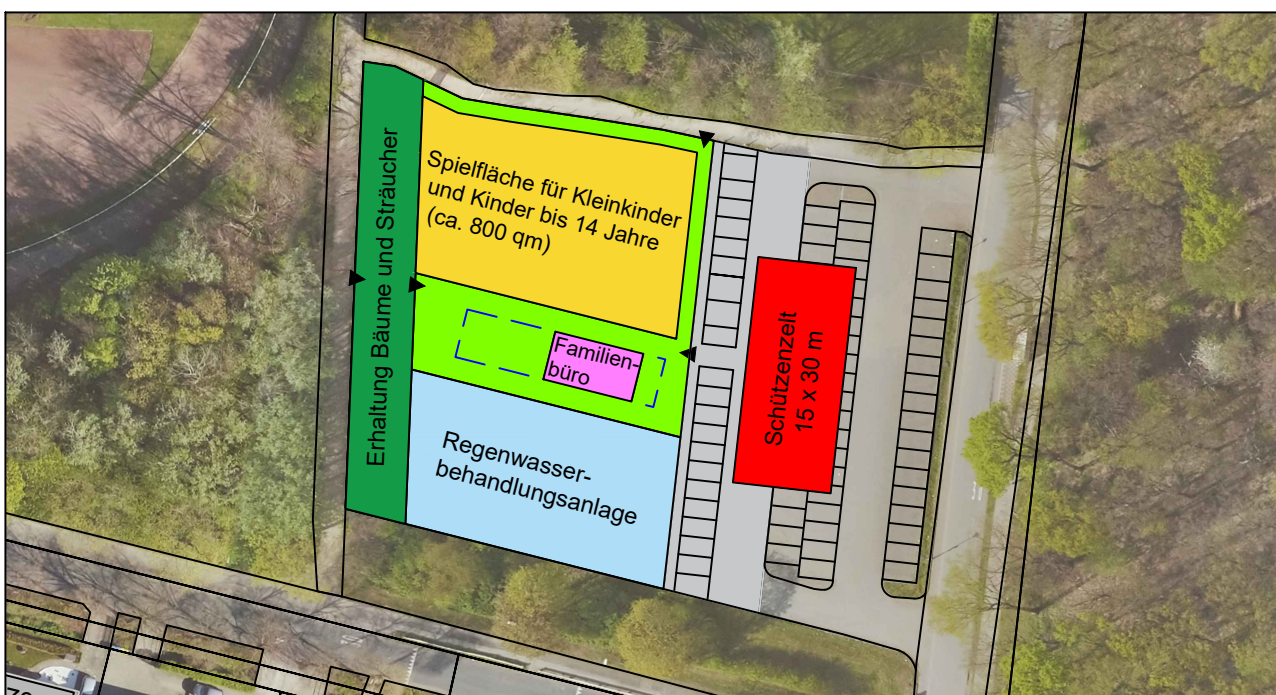 Erhaltung Bäume und Sträucher
Spielfläche für Kleinkinder
und Kinder bis 14 Jahre
(ca. 800 qm)
Familien-
büro
Regenwasser-
behandlungsanlage
Schützenzelt
15 x 30 m